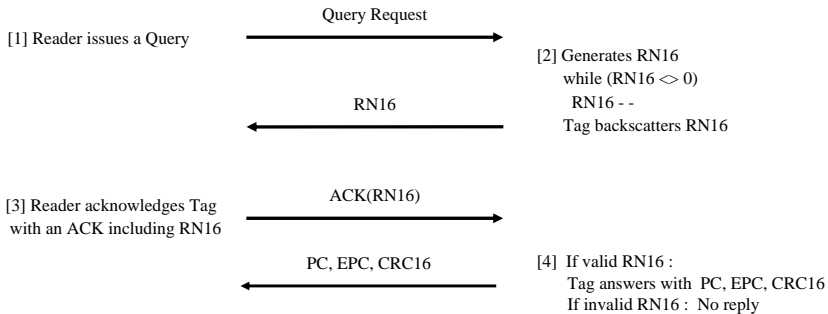 Query Request
[1] Reader issues a Query
[2] Generates RN16
while (RN16 <> 0)
RN16 - -
Tag backscatters RN16
RN16
[3] Reader acknowledges Tag
with an ACK including RN16
ACK(RN16)
PC, EPC, CRC16
[4] If valid RN16 :
Tag answers with PC, EPC, CRC16
If invalid RN16 : No reply